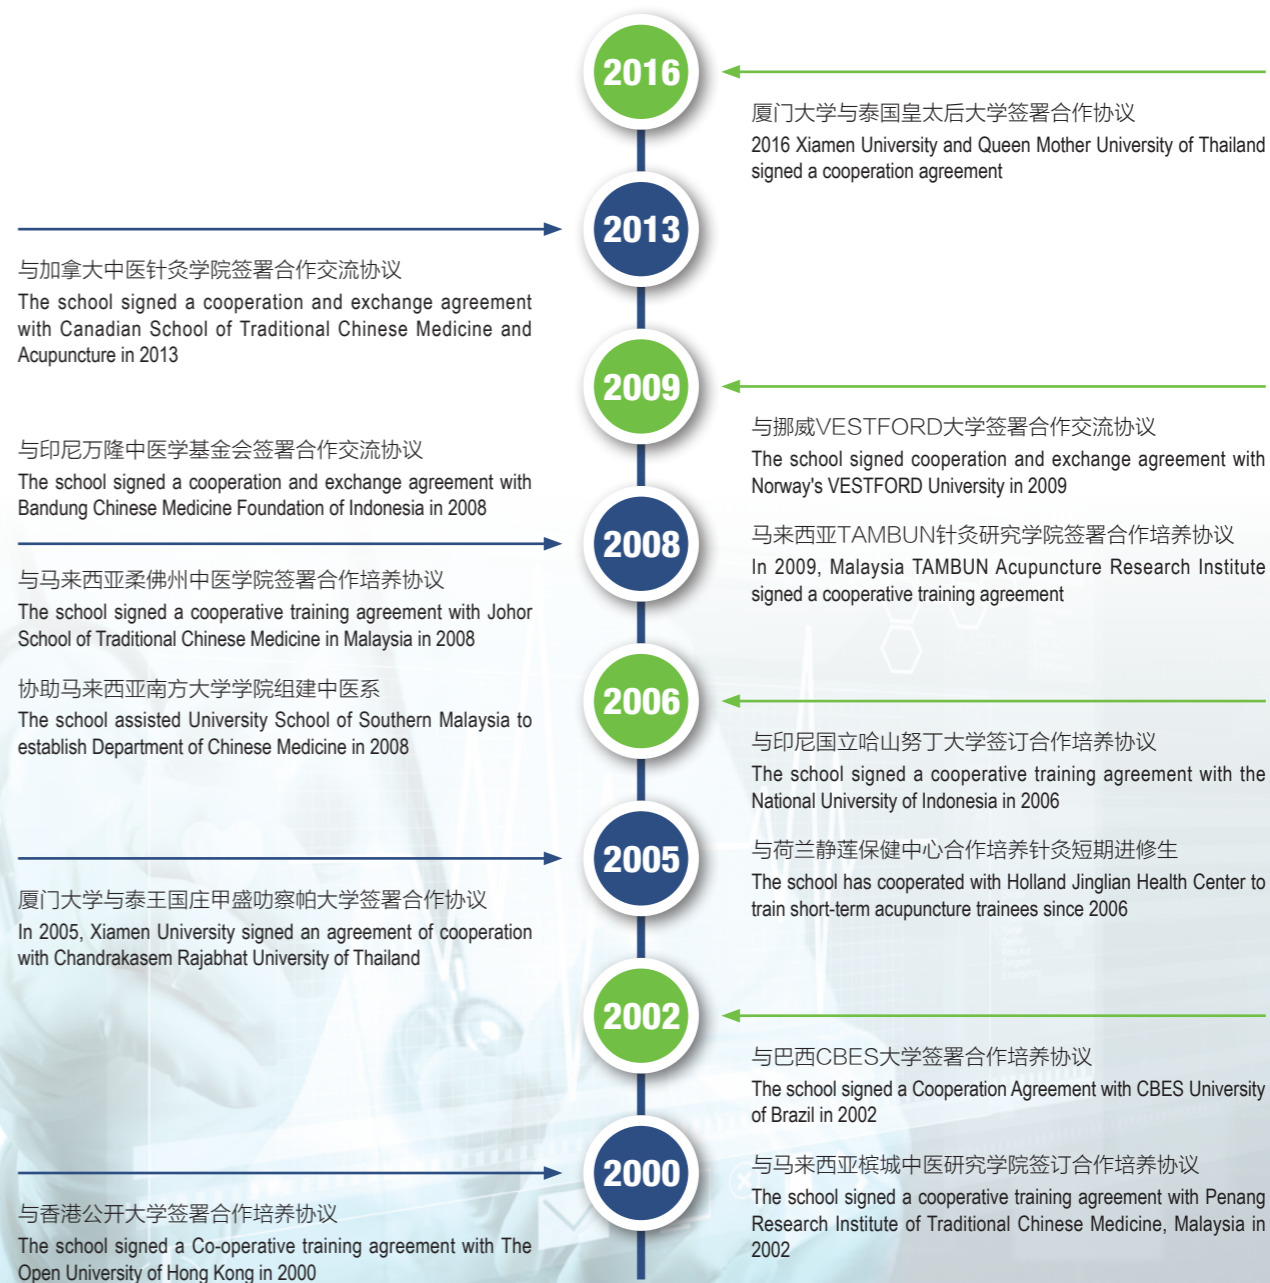 2016
厦门大学与泰国皇太后大学签署合作协议
2016 Xiamen University and Queen Mother University of Thailand
signed a cooperation agreement
2013
与加拿大中医针灸学院签署合作交流协议
The school signed a cooperation and exchange agreement
with Canadian School of Traditional Chinese Medicine and
Acupuncture in 2013
2009
与挪威VESTFORD大学签署合作交流协议
The school signed cooperation and exchange agreement with
Norway's VESTFORD University in 2009
马来西亚TAMBUN针灸研究学院签署合作培养协议
In 2009, Malaysia TAMBUN Acupuncture Research Institute
signed a cooperative training agreement
与印尼万隆中医学基金会签署合作交流协议
The school signed a cooperation and exchange agreement with
Bandung Chinese Medicine Foundation of Indonesia in 2008
2008
与马来西亚柔佛州中医学院签署合作培养协议
The school signed a cooperative training agreement with Johor
School of Traditional Chinese Medicine in Malaysia in 2008
协助马来西亚南方大学学院组建中医系
The school assisted University School of Southern Malaysia to
establish Department of Chinese Medicine in 2008
2006
与印尼国立哈山努丁大学签订合作培养协议
The school signed a cooperative training agreement with the
National University of Indonesia in 2006
与荷兰静莲保健中心合作培养针灸短期进修生
The school has cooperated with Holland Jinglian Health Center to
train short-term acupuncture trainees since 2006
2005
厦门大学与泰王国庄甲盛叻察帕大学签署合作协议
In 2005, Xiamen University signed an agreement of cooperation
with Chandrakasem Rajabhat University of Thailand
2002
与巴西CBES大学签署合作培养协议
The school signed a Cooperation Agreement with CBES University
of Brazil in 2002
与马来西亚槟城中医研究学院签订合作培养协议
The school signed a cooperative training agreement with Penang
Research Institute of Traditional Chinese Medicine, Malaysia in
2002
2000
与香港公开大学签署合作培养协议
The school signed a Co-operative training agreement with The
Open University of Hong Kong in 2000